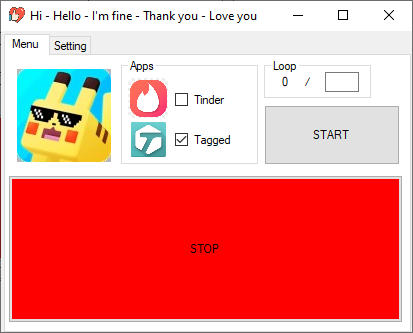 Hi - Hello - I'm fine - Thank you - Love you
Menu Setting
Apps
Tinder
Tagged
Loop
0 /
START
STOP